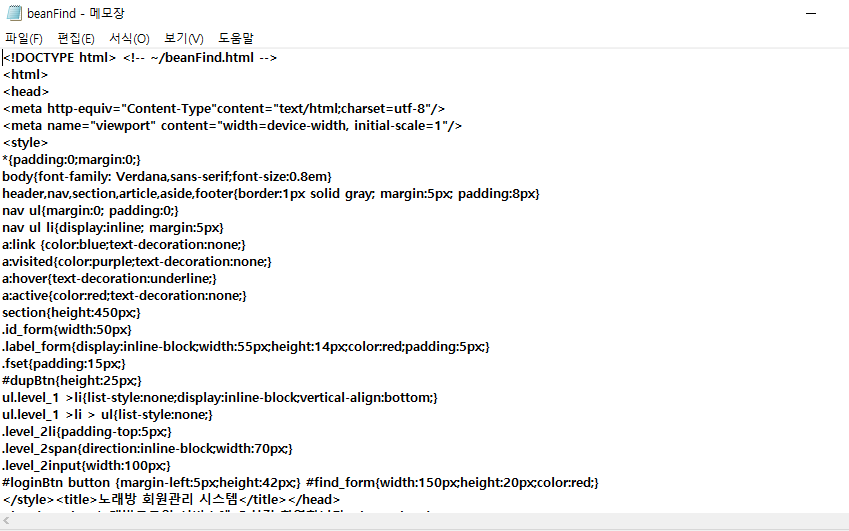 beanFind - 메모장
파일(F) 편집(E) 서식(O) 보기(V) 도움말
<!DOCTYPE html> <!-- ~/beanFind.html -->
<html>
<head>
<meta http-equiv="Content-Type"content="text/html;charset=utf-8"/>
<meta name="viewport" content="width=device-width, initial-scale=1"/>
<style>
*{padding:0;margin:0;}
body{font-family: Verdana,sans-serif;font-size:0.8em}
header,nav,section,article,aside,footer{border:1px solid gray; margin:5px; padding:8px}
nav ul{margin:0; padding:0;}
nav ul li{display:inline; margin:5px}
a:link {color:blue;text-decoration:none;}
a:visited{color:purple;text-decoration:none;}
a:hover{text-decoration:underline;}
a:active{color:red;text-decoration:none;}
section{height:450px;}
.id_form{width:50px}
.label_form{display:inline-block;width:55px;height:14px;color:red;padding:5px;}
.fset{padding:15px;}
#dupBtn{height:25px;}
ul.level_1 >li{list-style:none;display:inline-block;vertical-align:bottom;}
ul.level_1 >li > ul{list-style:none;}
.level_2li{padding-top:5px;}
.level_2span{direction:inline-block;width:70px;}
.level_2input{width:100px;}
#loginBtn button {margin-left:5px;height:42px;} #find_form{width:150px;height:20px;color:red;}
</style><title>노래방 회원관리 시스템</title></head>